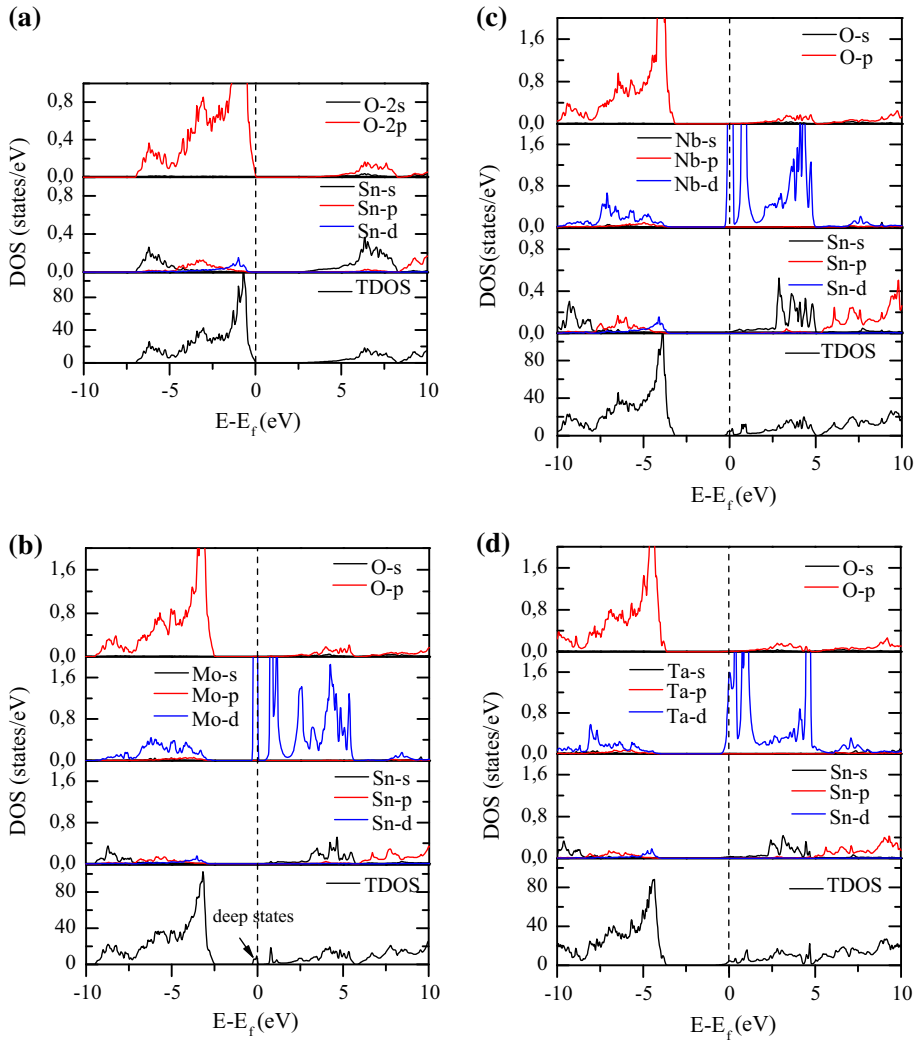 (a)
O-2s
O-2p
0,8
0,4
0,0
Sn-s
Sn-p
Sn-d
0,8
0,4
0,0
TDOS
80
40
0
-10 -5 0 5 10
E-E_f (eV)
DOS (states/eV)
(c)
O-s
O-p
1,6
0,8
0,0
Nb-s
Nb-p
Nb-d
1,6
0,8
0,0
Sn-s
Sn-p
Sn-d
0,8
0,4
0,0
TDOS
80
40
0
-10 -5 0 5 10
E-E_f (eV)
DOS (states/eV)
(b)
O-s
O-p
1,6
0,8
0,0
Mo-s
Mo-p
Mo-d
1,6
0,8
0,0
Sn-s
Sn-p
Sn-d
1,6
0,8
0,0
TDOS
deep states
80
40
0
-10 -5 0 5 10
E-E_f (eV)
DOS (states/eV)
(d)
O-s
O-p
1,6
0,8
0,0
Ta-s
Ta-p
Ta-d
1,6
0,8
0,0
Sn-s
Sn-p
Sn-d
1,6
0,8
0,0
TDOS
80
40
0
-10 -5 0 5 10
E-E_f (eV)
DOS (states/eV)